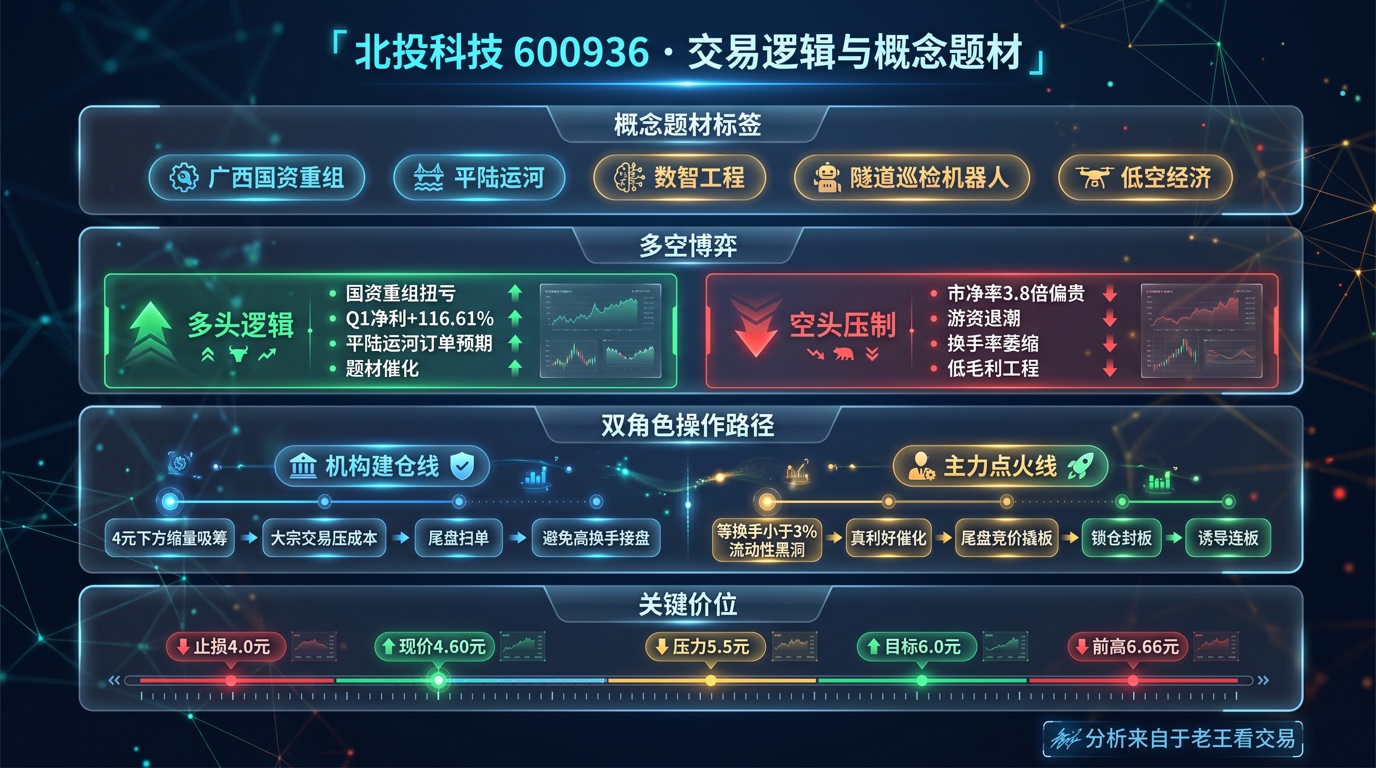 「北投科技 600936 · 交易逻辑与概念题材」
概念题材标签
广西国资重组
平陆运河
数智工程
隧道巡检机器人
低空经济
多空博弈
多头逻辑
国资重组扭亏
Q1净利+116.61%
平陆运河订单预期
题材催化
空头压制
市净率3.8倍偏贵
游资退潮
换手率萎缩
低毛利工程
双角色操作路径
机构建仓线
4元下方缩量吸筹
大宗交易压成本
尾盘扫单
避免高换手接盘
主力点火线
等换手小于3%
流动性黑洞
真利好催化
尾盘竞价撬板
锁仓封板
诱导连板
关键价位
止损4.0元
现价4.60元
压力5.5元
目标6.0元
前高6.66元
分析来自于老王看交易